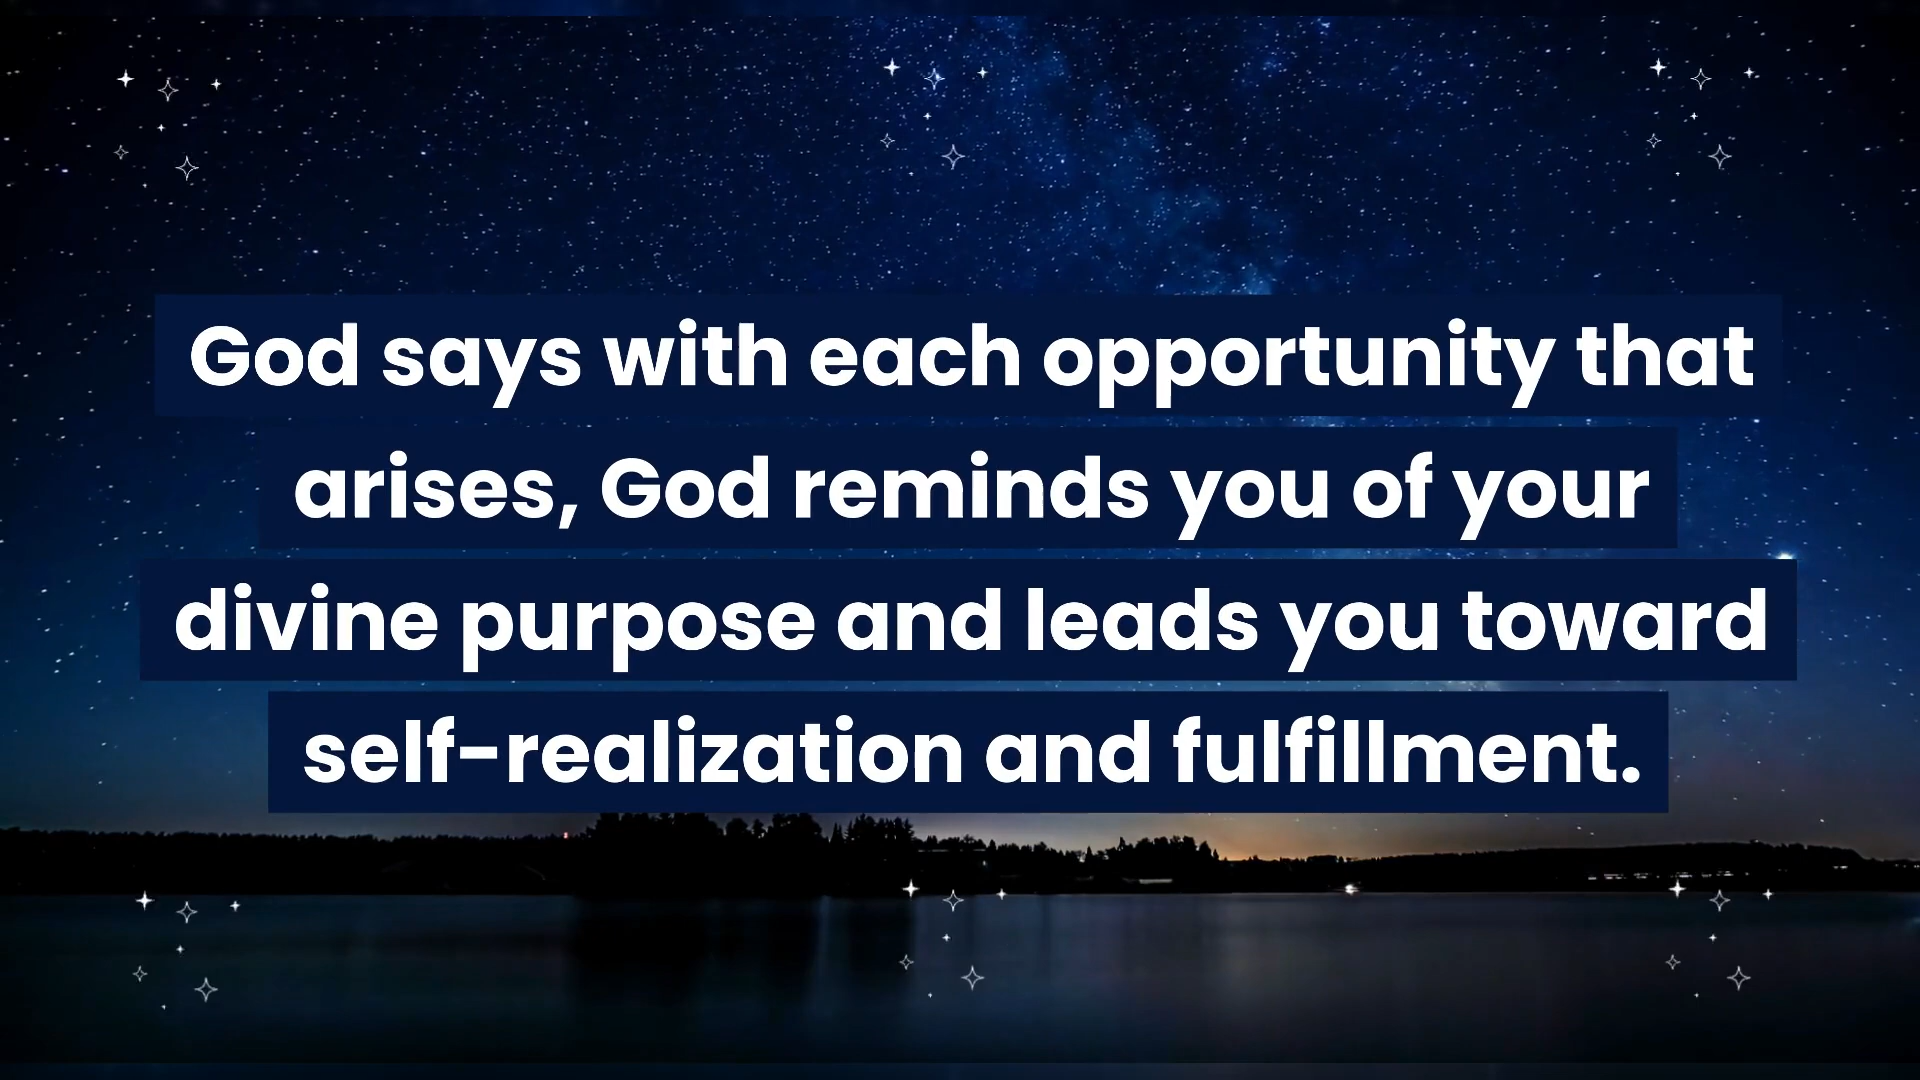 God says with each opportunity that
arises, God reminds you of your
divine purpose and leads you toward
self-realization and fulfillment.